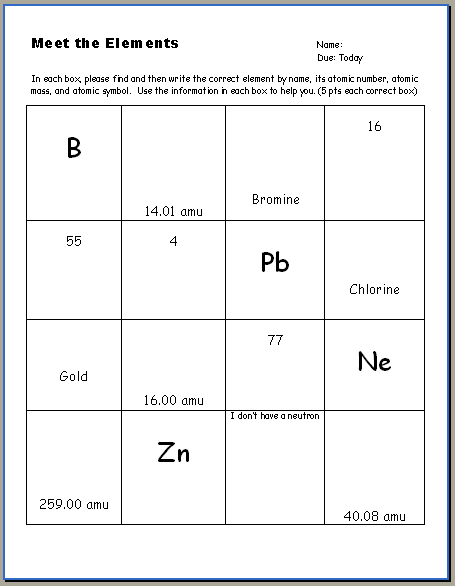 Meet the Elements
Name:
Due: Today
In each box, please find and then write the correct element by name, its atomic number, atomic
mass, and atomic symbol. Use the information in each box to help you. (5 pts each correct box)
B
14.01 amu
Bromine
16
55
4
Pb
Chlorine
Gold
16.00 amu
77
Ne
259.00 amu
Zn
I don't have a neutron
40.08 amu